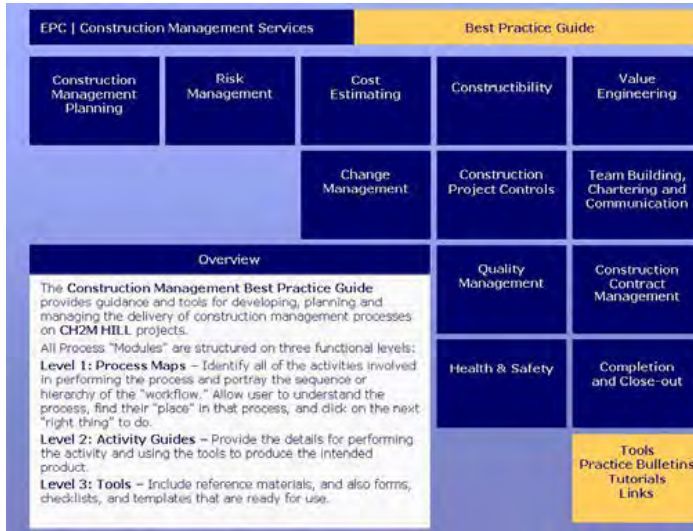 EPC | Construction Management Services
Best Practice Guide
Construction
Management
Planning
Risk
Management
Cost
Estimating
Constructibility
Value
Engineering
Change
Management
Construction
Project Controls
Team Building,
Chartering and
Communication
Overview
The Construction Management Best Practice Guide
provides guidance and tools for developing, planning and
managing the delivery of construction management processes
on CH2M HILL projects.
All Process "Modules" are structured on three functional levels:
Level 1: Process Maps – Identify all of the activities involved
in performing the process and portray the sequence or
hierarchy of the "workflow." Allow user to understand the
process, find their "place" in that process, and click on the next
"right thing" to do.
Level 2: Activity Guides – Provide the details for performing
the activity and using the tools to produce the intended
product.
Level 3: Tools – Include reference materials, and also forms,
checklists, and templates that are ready for use.
Quality
Management
Construction
Contract
Management
Health & Safety
Completion
and Close-out
Tools
Practice Bulletins
Tutorials
Links